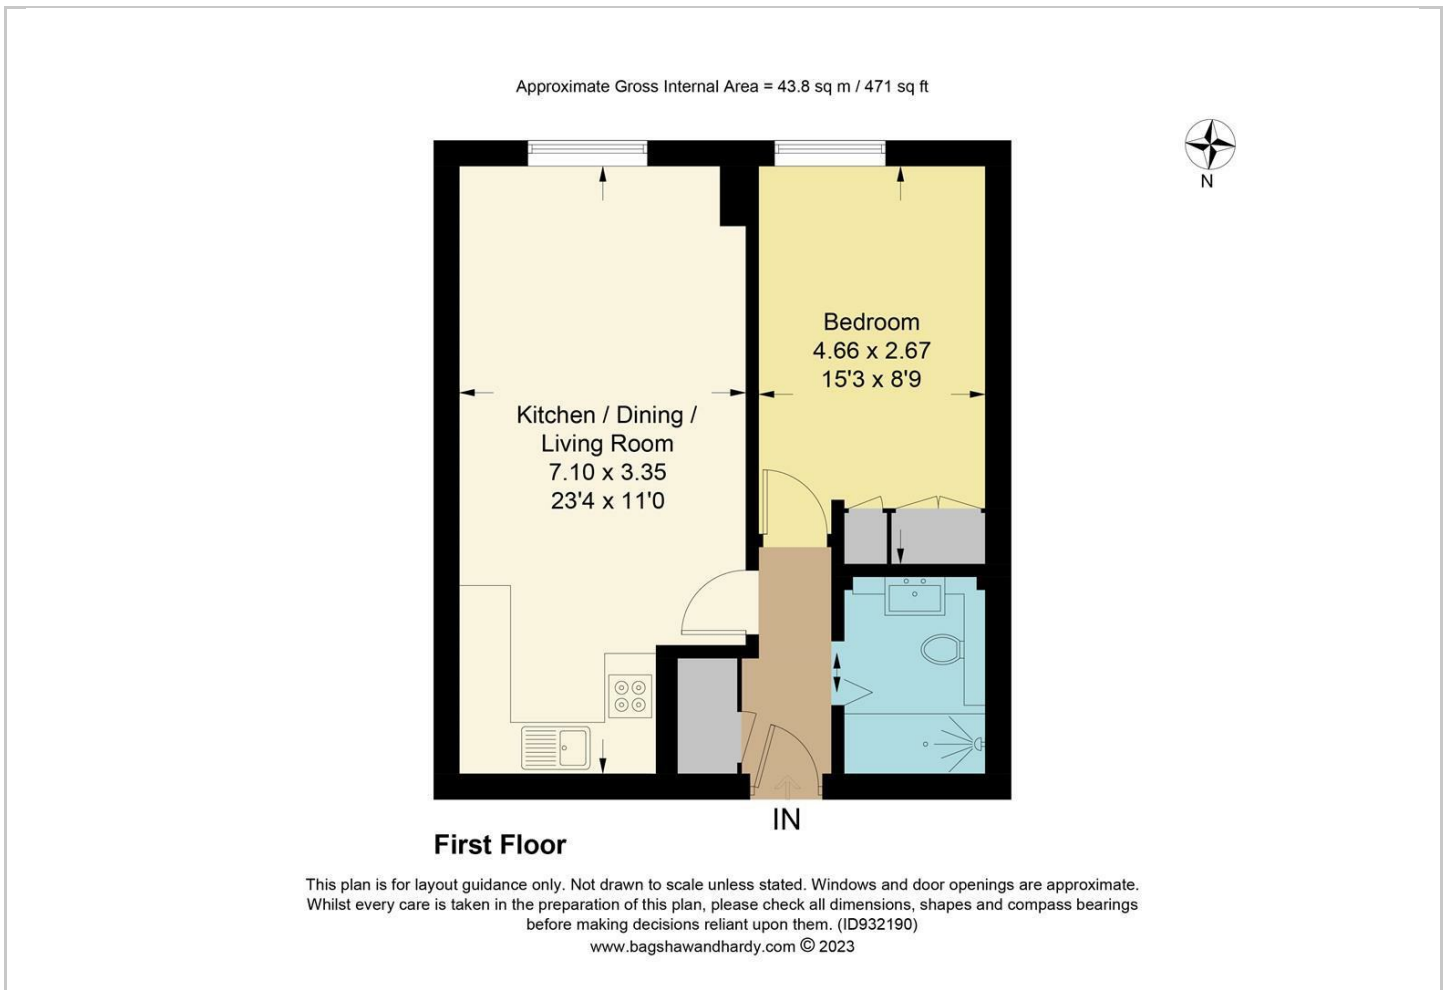 Approximate Gross Internal Area = 43.8 sq m / 471 sq ft
N
Bedroom
4.66 x 2.67
15'3 x 8'9
Kitchen / Dining /
Living Room
7.10 x 3.35
23'4 x 11'0
IN
First Floor
This plan is for layout guidance only. Not drawn to scale unless stated. Windows and door openings are approximate.
Whilst every care is taken in the preparation of this plan, please check all dimensions, shapes and compass bearings
before making decisions reliant upon them. (ID932190)
www.bagshawandhardy.com © 2023